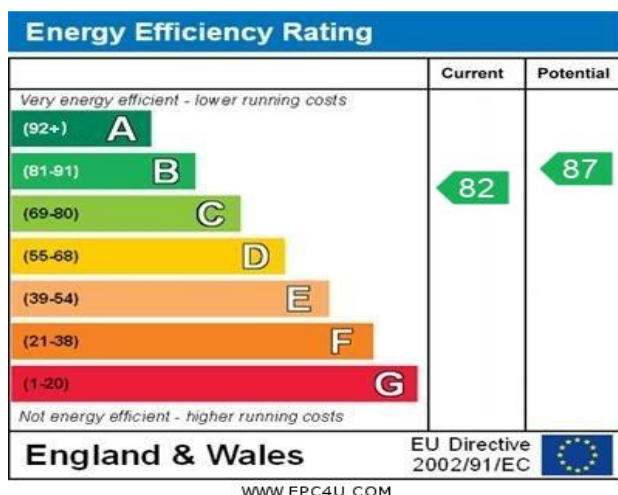 Energy Efficiency Rating
Current Potential
Very energy efficient - lower running costs
(92+) A
(81-91) B
82
87
(69-80) C
(55-68) D
(39-54) E
(21-38) F
(1-20) G
Not energy efficient - higher running costs
England & Wales
EU Directive
2002/91/EC
WWW.EPC4U.COM